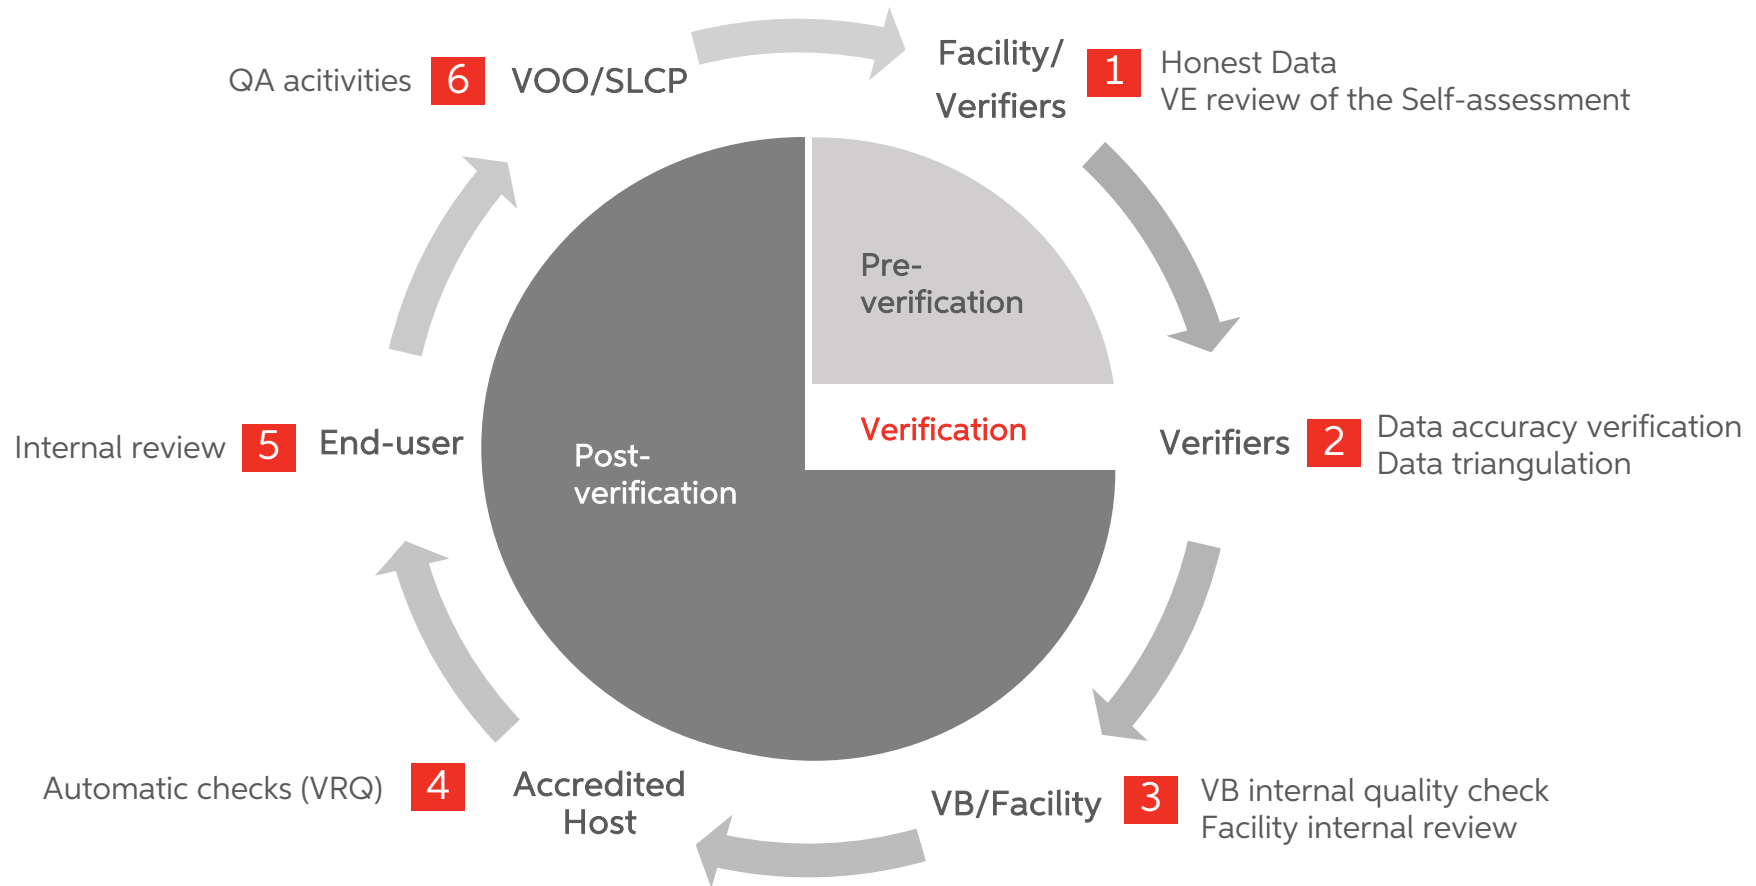 QA acitivities
6
VOO/SLCP
Facility/
Verifiers
1
Honest Data
VE review of the Self-assessment
Pre-
verification
Verification
Post-
verification
Verifiers
2
Data accuracy verification
Data triangulation
Internal review
5
End-user
Automatic checks (VRQ)
4
Accredited
Host
VB/Facility
3
VB internal quality check
Facility internal review